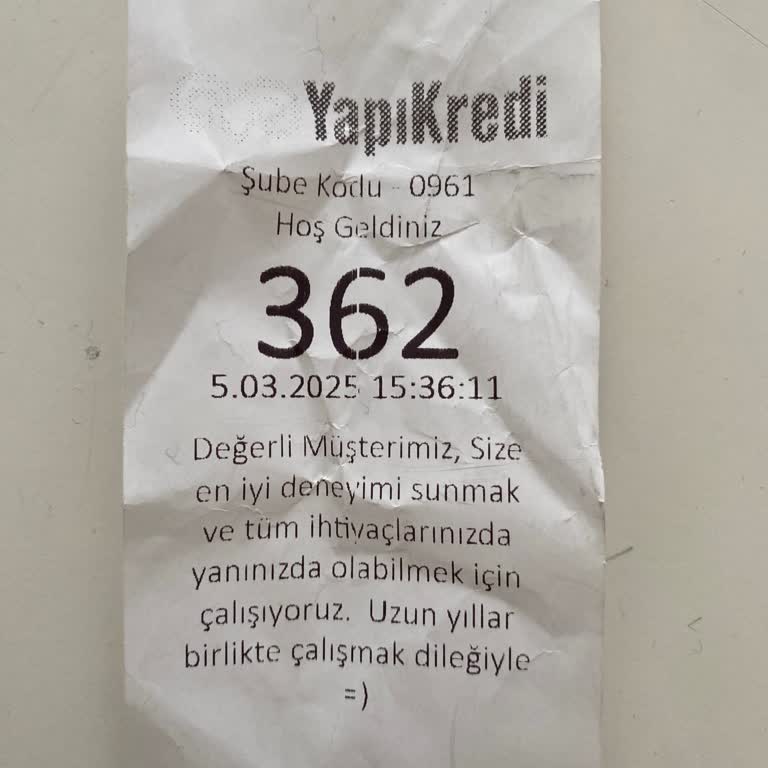 YapıKredi
Şube Kodu - 0961
Hoş Geldiniz
362
5.03.2025 15:36:11
Değerli Müşterimiz, Size
en iyi deneyimi sunmak
ve tüm ihtiyaçlarınızda
yanınızda olabilmek için
çalışıyoruz. Uzun yıllar
birlikte çalışmak dileğiyle
=)